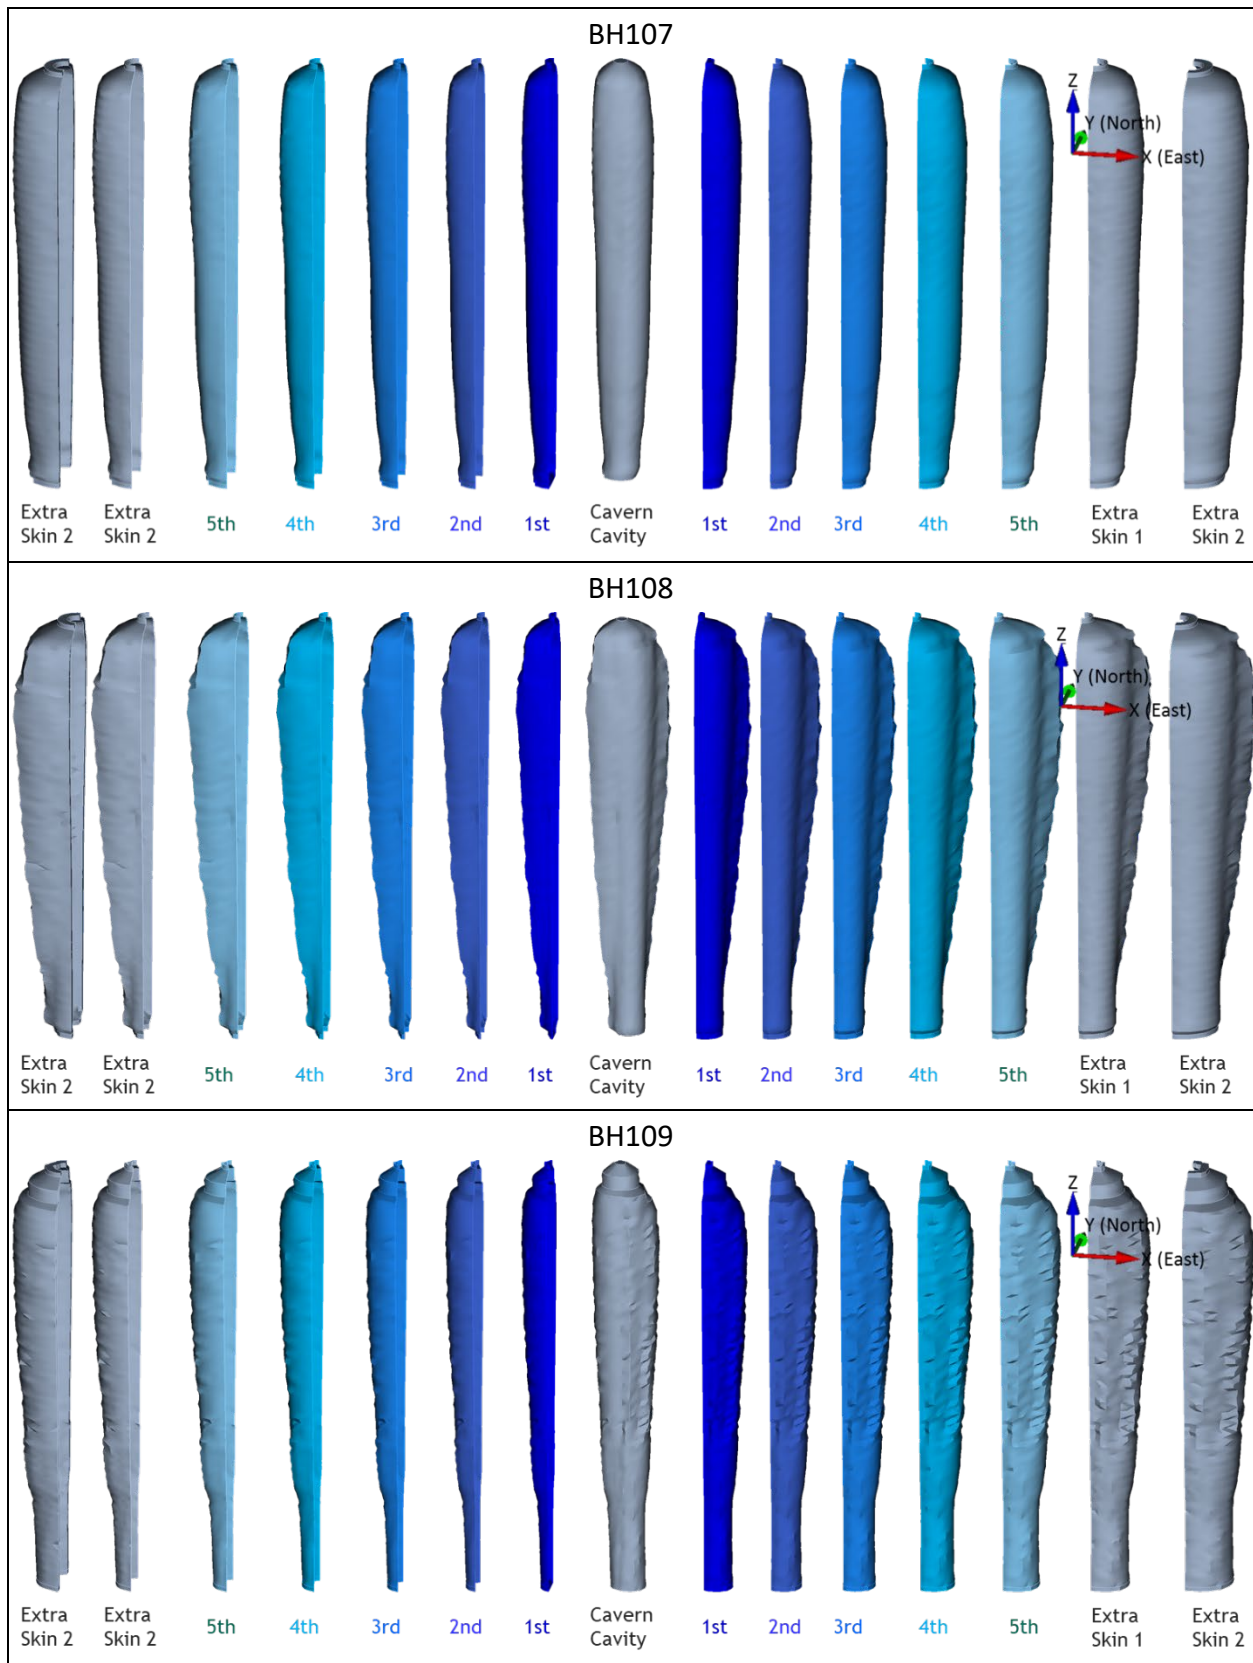 BH107
Z
Y (North)
X (East)
Extra Extra 5th 4th 3rd 2nd 1st Cavern 1st 2nd 3rd 4th 5th Extra Extra
Skin 2 Skin 2 Cavity Skin 1 Skin 2
BH108
Z
Y (North)
X (East)
Extra Extra 5th 4th 3rd 2nd 1st Cavern 1st 2nd 3rd 4th 5th Extra Extra
Skin 2 Skin 2 Cavity Skin 1 Skin 2
BH109
Z
Y (North)
X (East)
Extra Extra 5th 4th 3rd 2nd 1st Cavern 1st 2nd 3rd 4th 5th Extra Extra
Skin 2 Skin 2 Cavity Skin 1 Skin 2